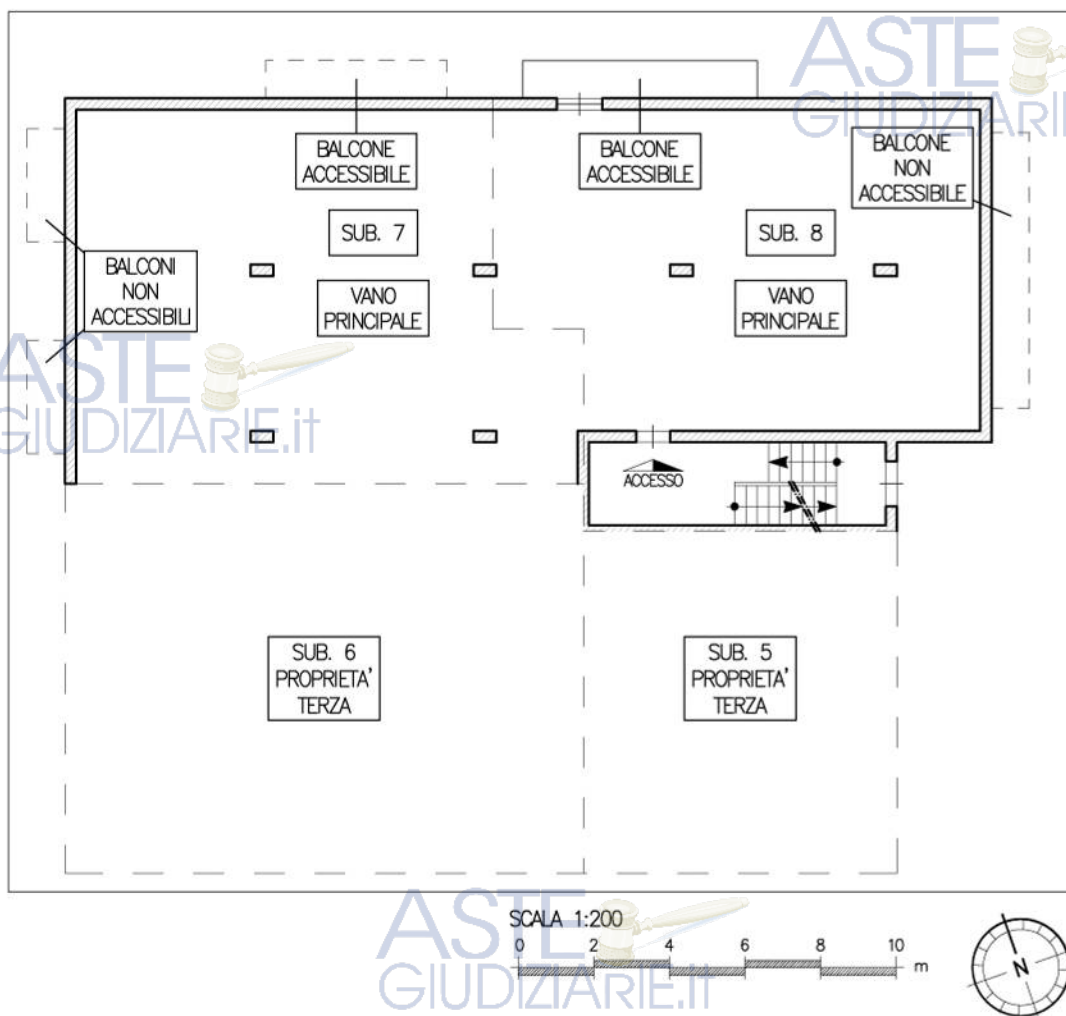 ASTE
GIUDIZIARIE
BALCONE
ACCESSIBILE
BALCONE
ACCESSIBILE
BALCONE
NON
ACCESSIBILE
SUB. 7
SUB. 8
BALCONI
NON
ACCESSIBILI
VANO
PRINCIPALE
VANO
PRINCIPALE
ASTE
GIUDIZIARIE.it
ACCESSO
SUB. 6
PROPRIETA'
TERZA
SUB. 5
PROPRIETA'
TERZA
ASTE
GIUDIZIARIE.it
SCALA 1:200
0 2 4 6 8 10
m
N